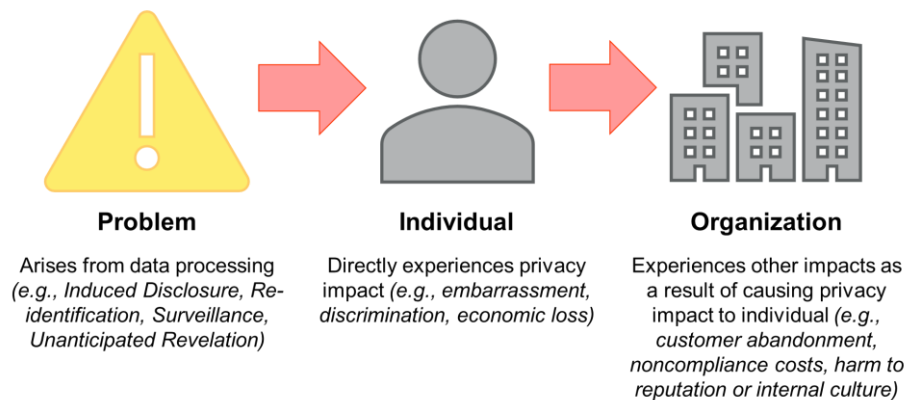 Problem
Arises from data processing
(e.g., Induced Disclosure, Re-
identification, Surveillance,
Unanticipated Revelation)
Individual
Directly experiences privacy
impact (e.g., embarrassment,
discrimination, economic loss)
Organization
Experiences other impacts as
a result of causing privacy
impact to individual (e.g.,
customer abandonment,
noncompliance costs, harm to
reputation or internal culture)